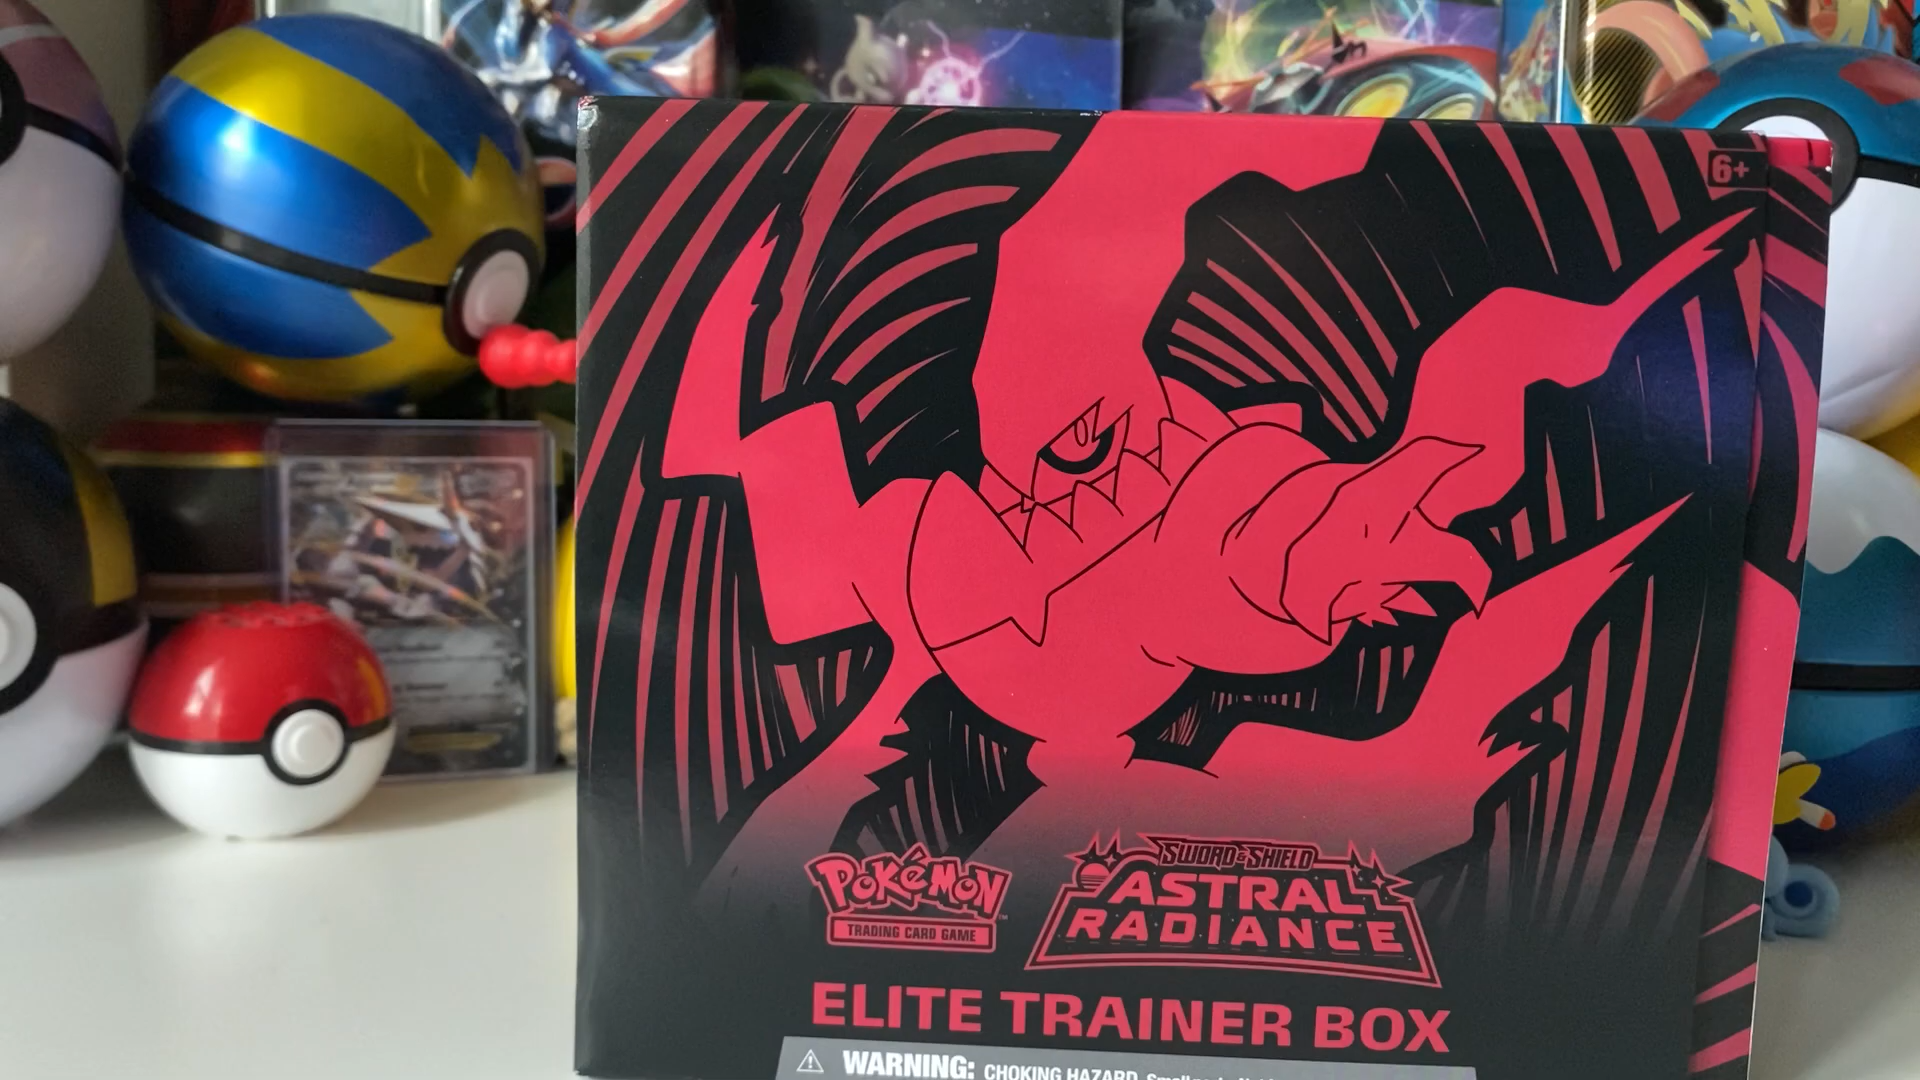 6+
POKéMON
TRADING CARD GAME
SWORD & SHIELD
ASTRAL
RADIANCE
ELITE TRAINER BOX
WARNING: CHOKING HAZARD.